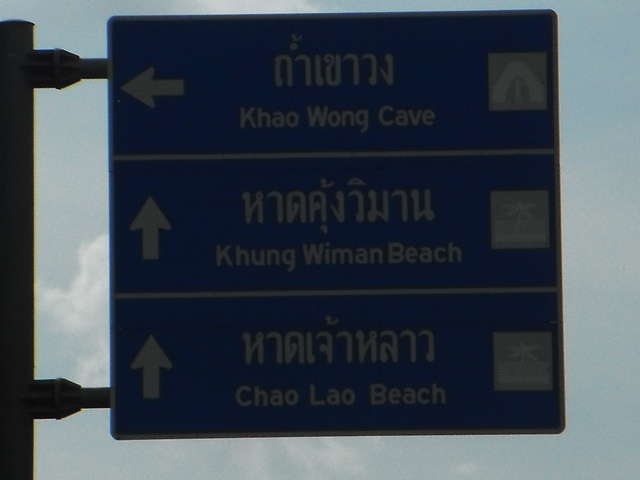 ถ้ำเขาวง
Khao Wong Cave
หาดคุ้งวิมาน
Khung Wiman Beach
หาดเจ้าหลาว
Chao Lao Beach